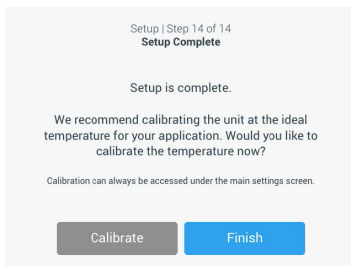 Setup | Step 14 of 14
Setup Complete
Setup is complete.
We recommend calibrating the unit at the ideal
temperature for your application. Would you like to
calibrate the temperature now?
Calibration can always be accessed under the main settings screen.
Calibrate
Finish